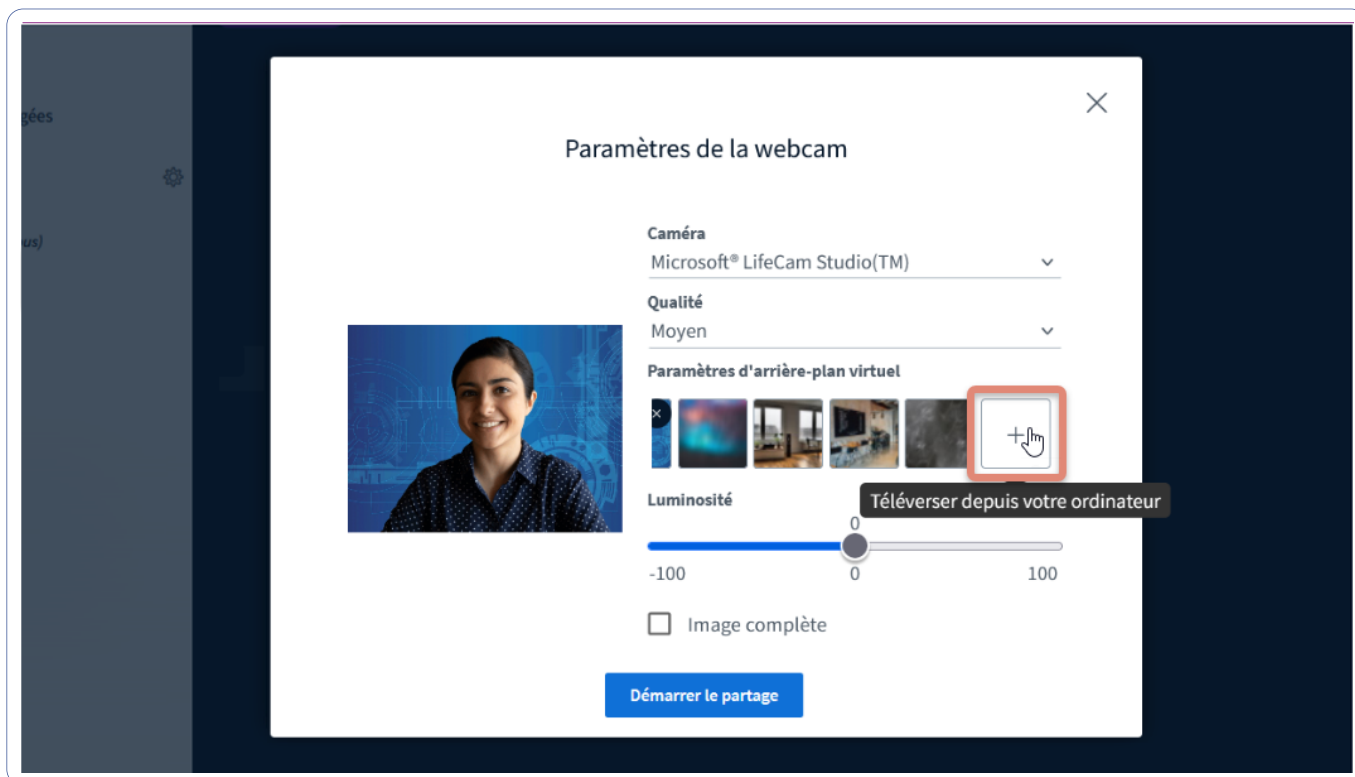 gées
us)
Paramètres de la webcam
Caméra
Microsoft® LifeCam Studio(TM)
Qualité
Moyen
Paramètres d'arrière-plan virtuel
Luminosité
Téléverser depuis votre ordinateur
0
-100 0 100
Image complète
Démarrer le partage